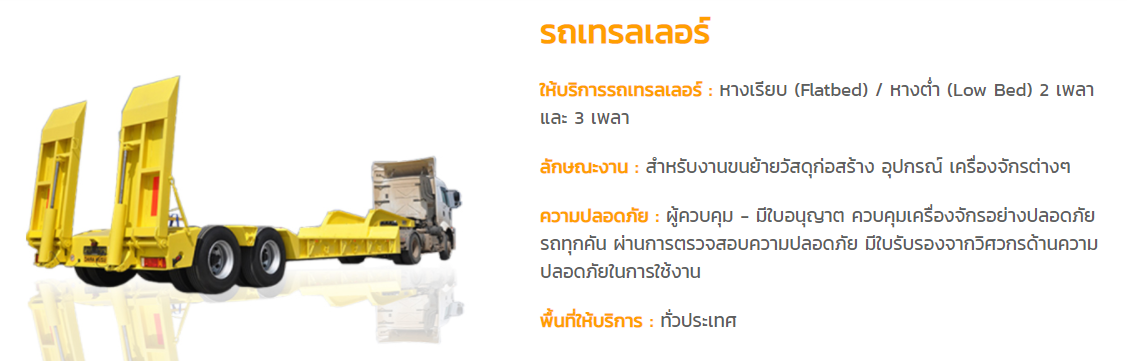 รถเทรลเลอร์
ให้บริการรถเทรลเลอร์ : หางเรียบ (Flatbed) / หางต่ำ (Low Bed) 2 เพลา
และ 3 เพลา
ลักษณะงาน : สำหรับงานขนย้ายวัสดุก่อสร้าง อุปกรณ์ เครื่องจักรต่างๆ
ความปลอดภัย : ผู้ควบคุม - มีใบอนุญาต ควบคุมเครื่องจักรอย่างปลอดภัย
รถทุกคัน ผ่านการตรวจสอบความปลอดภัย มีใบรับรองจากวิศวกรด้านความ
ปลอดภัยในการใช้งาน
พื้นที่ให้บริการ : ทั่วประเทศ